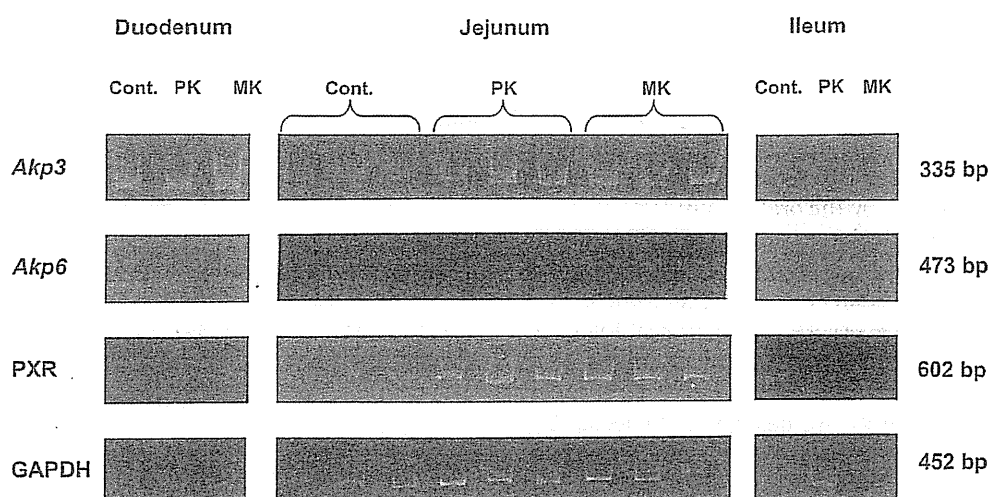 Duodenum Jejunum Ileum
Cont. PK MK Cont. PK MK Cont. PK MK
Akp3 335 bp
Akp6 473 bp
PXR 602 bp
GAPDH 452 bp